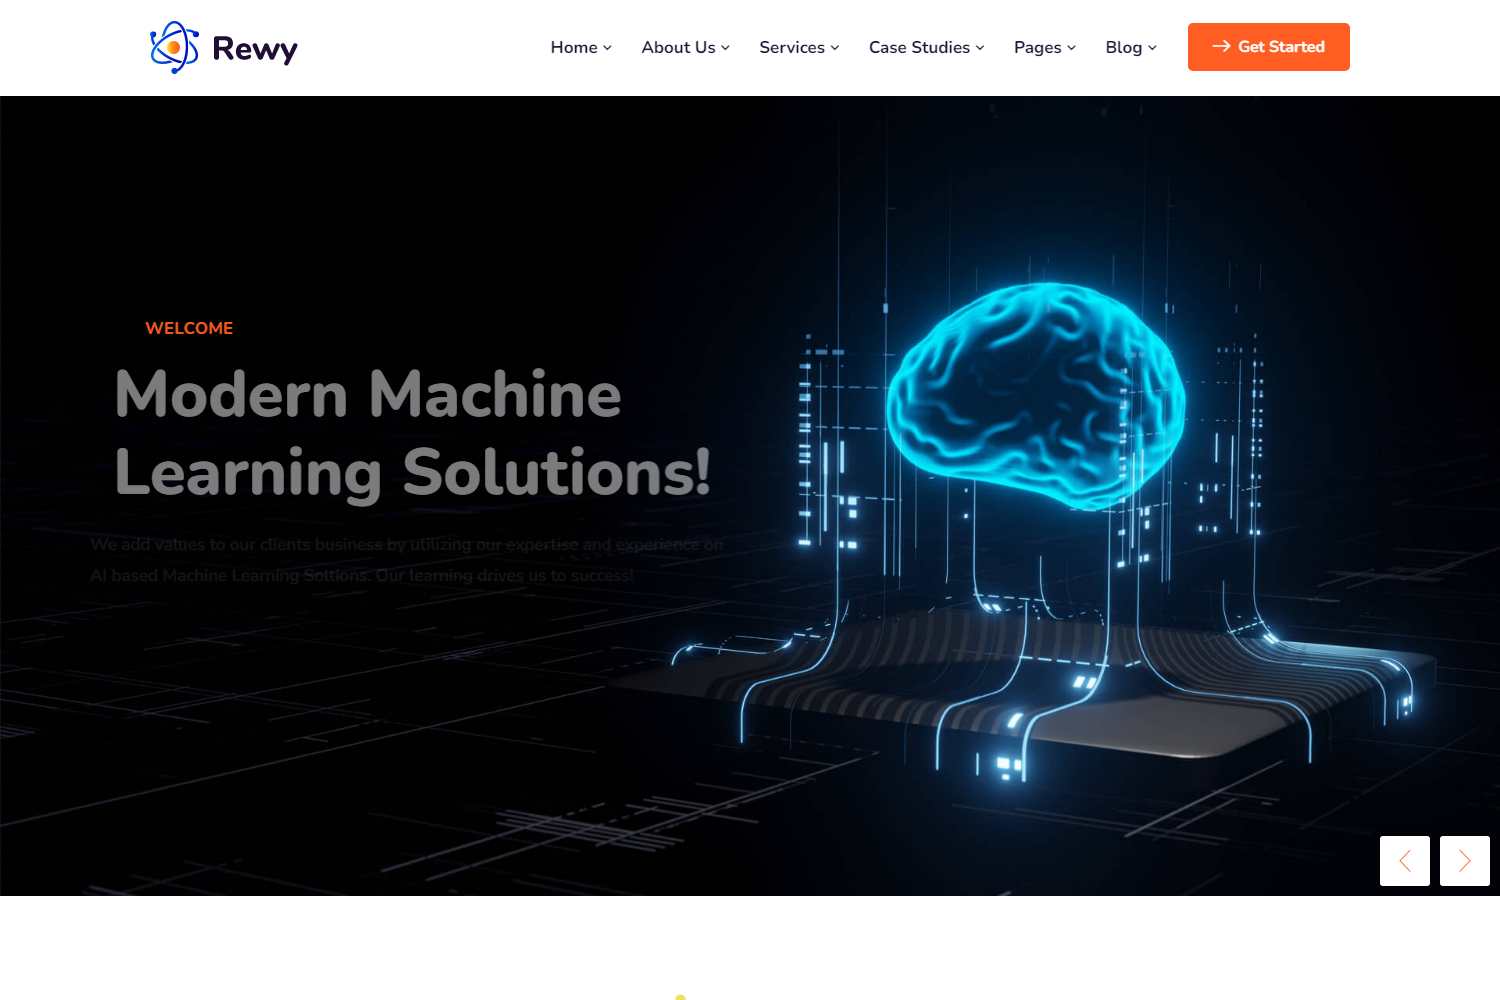 Rewy
Home
About Us
Services
Case Studies
Pages
Blog
Get Started
WELCOME
Modern Machine
Learning Solutions!
We add values to our clients business by utilizing our expertise and experience on
AI based Machine Learning Soltions. Our learning drives us to success!